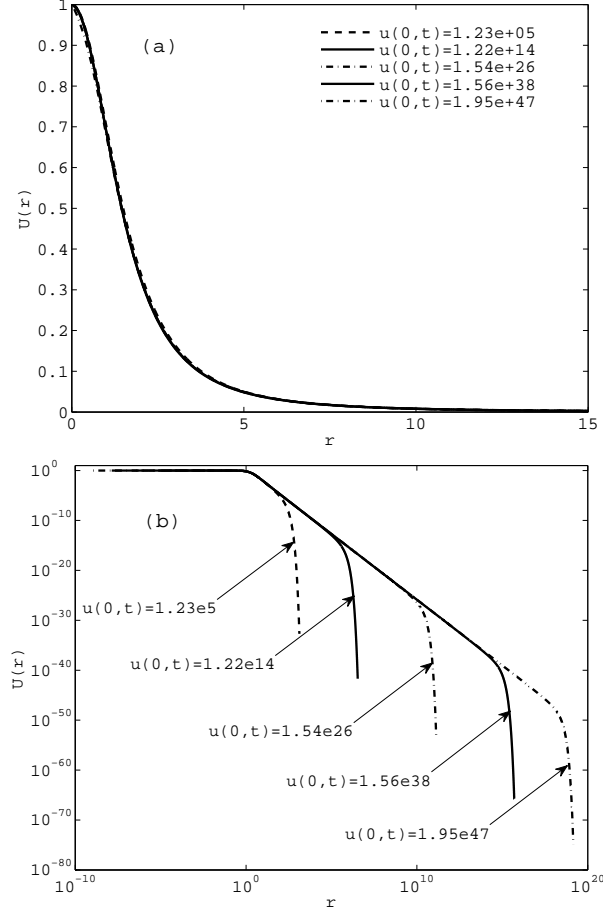 1
0.9
0.8
0.7
0.6
0.5
0.4
0.3
0.2
0.1
0
U(r)
(a)
u(0,t)=1.23e+05
u(0,t)=1.22e+14
u(0,t)=1.54e+26
u(0,t)=1.56e+38
u(0,t)=1.95e+47
0 5 10 15
r
10^0
10^-10
10^-20
10^-30
10^-40
10^-50
10^-60
10^-70
10^-80
U(r)
(b)
u(0,t)=1.23e5
u(0,t)=1.22e14
u(0,t)=1.54e26
u(0,t)=1.56e38
u(0,t)=1.95e47
10^-10 10^0 10^10 10^20
r